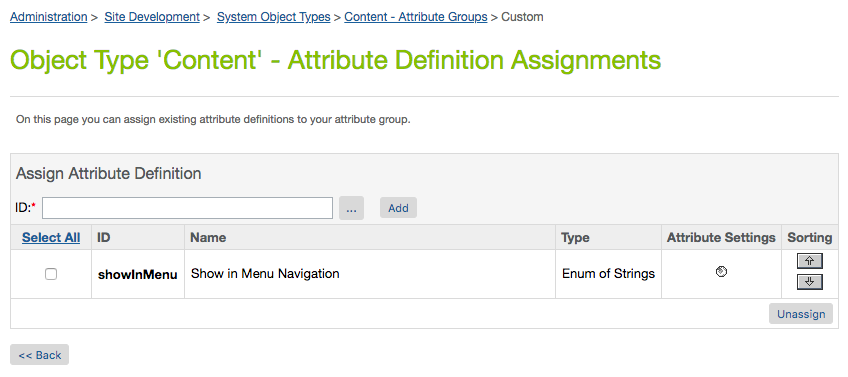 Administration > Site Development > System Object Types > Content - Attribute Groups > Custom
Object Type 'Content' - Attribute Definition Assignments
On this page you can assign existing attribute definitions to your attribute group.
Assign Attribute Definition
ID:* ... Add
Select All ID Name Type Attribute Settings Sorting
showInMenu Show in Menu Navigation Enum of Strings
Unassign
<< Back